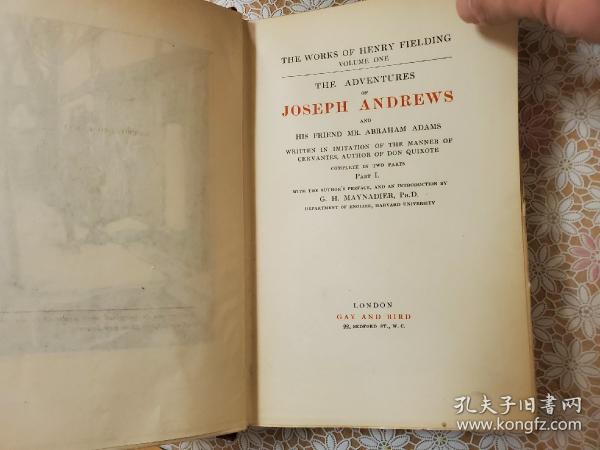 THE WORKS OF HENRY FIELDING
VOLUME ONE
THE ADVENTURES
OF
JOSEPH ANDREWS
AND
HIS FRIEND MR. ABRAHAM ADAMS
WRITTEN IN IMITATION OF THE MANNER OF
CERVANTES, AUTHOR OF DON QUIXOTE
COMPLETE IN TWO PARTS
PART I.
WITH THE AUTHOR'S PREFACE, AND AN INTRODUCTION BY
G. H. MAYNADIER, PH.D.
DEPARTMENT OF ENGLISH, HARVARD UNIVERSITY
LONDON
GAY AND BIRD
22, BEDFORD ST., W. C.
孔夫子旧书网
www.kongfz.com